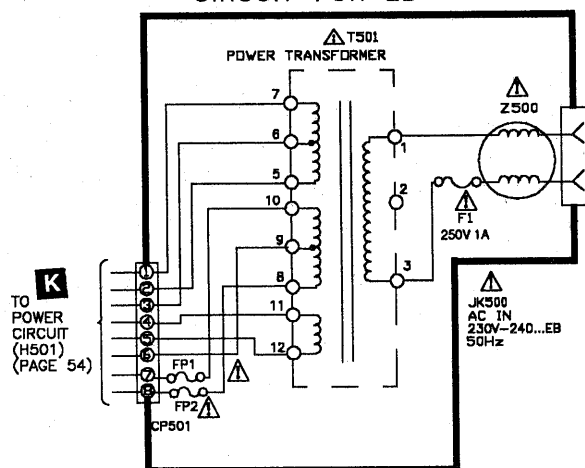 T501
POWER TRANSFORMER
7
6
5
10
9
8
11
12
1
2
3
Z500
F1
250V 1A
K
TO
POWER
CIRCUIT
(H501)
(PAGE 54)
1
2
3
4
5
6
7
8
FP1
FP2
CP501
JK500
AC IN
230V-240...EB
50Hz